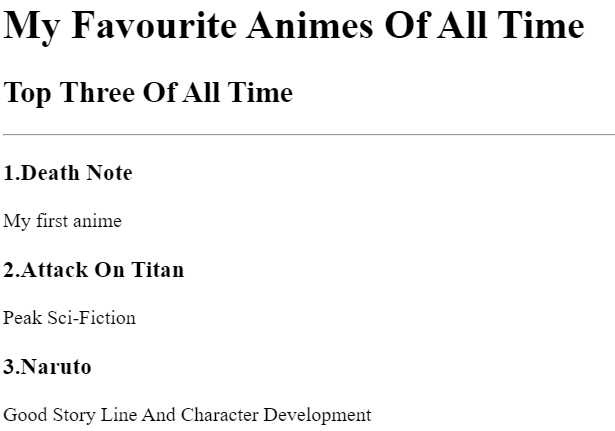 My Favourite Animes Of All Time
Top Three Of All Time
1.Death Note
My first anime
2.Attack On Titan
Peak Sci-Fiction
3.Naruto
Good Story Line And Character Development